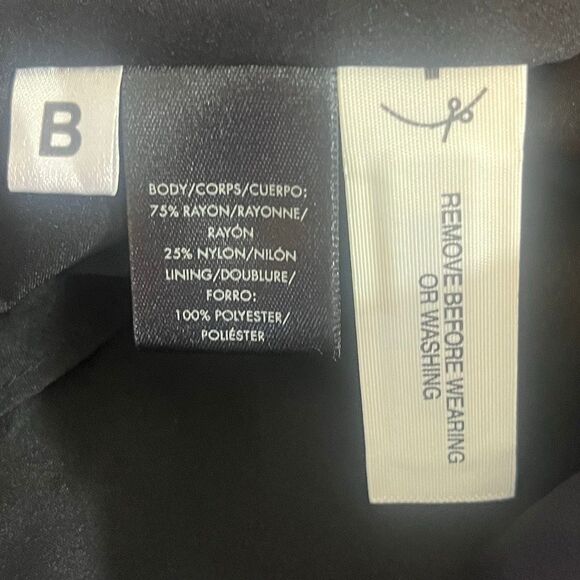 B
BODY/CORPS/CUERPO:
75% RAYON/RAYONNE/
RAYÓN
25% NYLON/NILÓN
LINING/DOUBLURE/
FORRO:
100% POLYESTER/
POLIÉSTER
REMOVE BEFORE WEARING
OR WASHING